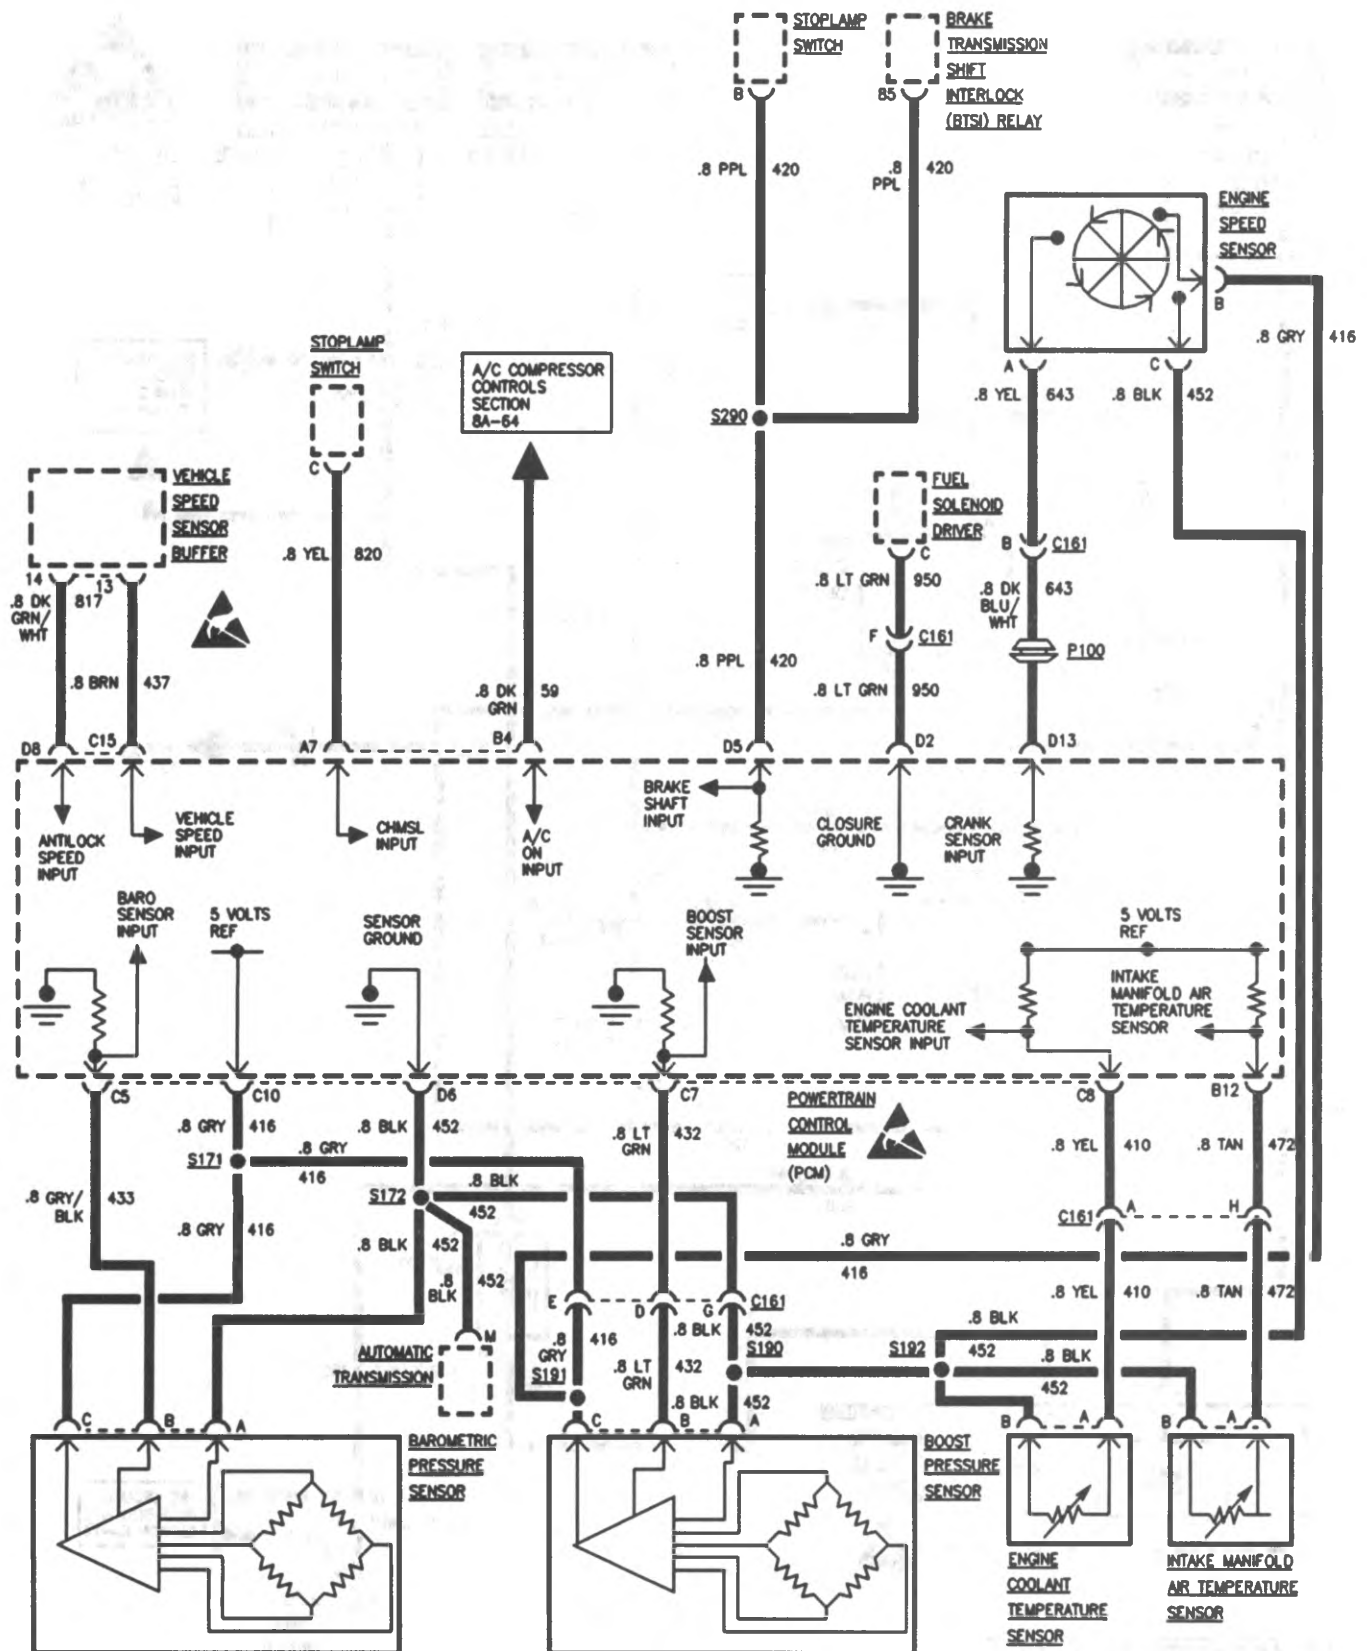 STOPLAMP
SWITCH
BRAKE
TRANSMISSION
SHIFT
INTERLOCK
(BTSI) RELAY
B
85
.8 PPL
420
.8
PPL
420
ENGINE
SPEED
SENSOR
B
.8 GRY
416
A
C
.8 YEL
643
.8 BLK
452
STOPLAMP
SWITCH
C
A/C COMPRESSOR
CONTROLS
SECTION
8A-64
S290
VEHICLE
SPEED
SENSOR
BUFFER
14
13
FUEL
SOLENOID
DRIVER
C
B
C161
.8 YEL
820
.8 LT GRN
950
.8 DK
BLU/
WHT
643
.8 DK
GRN/
WHT
817
F
C161
P100
.8 BRN
437
.8 DK
GRN
59
.8 PPL
420
.8 LT GRN
950
D8
C15
A7
B4
D5
D2
D13
ANTILOCK
SPEED
INPUT
VEHICLE
SPEED
INPUT
CHMSL
INPUT
A/C
ON
INPUT
BRAKE
SHAFT
INPUT
CLOSURE
GROUND
CRANK
SENSOR
INPUT
BARO
SENSOR
INPUT
5 VOLTS
REF
SENSOR
GROUND
BOOST
SENSOR
INPUT
5 VOLTS
REF
ENGINE COOLANT
TEMPERATURE
SENSOR INPUT
INTAKE
MANIFOLD AIR
TEMPERATURE
SENSOR
C5
C10
D6
C7
C8
B12
POWERTRAIN
CONTROL
MODULE
(PCM)
.8 GRY
416
.8 BLK
452
.8 LT
GRN
432
.8 YEL
410
.8 TAN
472
S171
.8 GRY
416
.8 GRY/
BLK
433
S172
.8 BLK
452
C161
A
H
.8 GRY
416
.8 BLK
452
.8
BLK
452
.8 GRY
416
.8 YEL
410
.8 TAN
472
E
D
G
C161
.8
GRY
416
.8 BLK
452
.8 BLK
452
M
AUTOMATIC
TRANSMISSION
S191
.8 LT
GRN
432
S190
S192
.8 BLK
452
.8 BLK
452
C
B
A
C
B
A
B
A
B
A
BAROMETRIC
PRESSURE
SENSOR
BOOST
PRESSURE
SENSOR
ENGINE
COOLANT
TEMPERATURE
SENSOR
INTAKE MANIFOLD
AIR TEMPERATURE
SENSOR